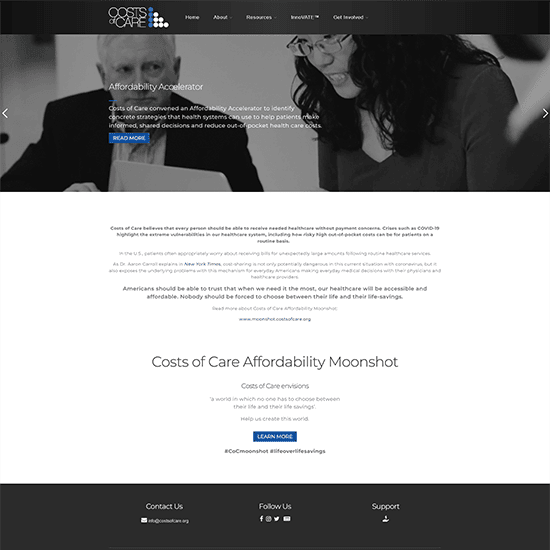 COSTS
of CARE
Home
About
Resources
InnoVATE™
Get Involved
Affordability Accelerator
Costs of Care convened an Affordability Accelerator to identify
concrete strategies that health systems can use to help patients make
informed, shared decisions and reduce out-of-pocket health care costs.
READ MORE
Costs of Care believes that every person should be able to receive needed healthcare without payment concerns. Crises such as COVID-19
highlight the extreme vulnerabilities in our healthcare system, including how risky high out-of-pocket costs can be for patients on a
routine basis.
In the U.S., patients often appropriately worry about receiving bills for unexpectedly large amounts following routine healthcare services.
As Dr. Aaron Carroll explains in New York Times, cost-sharing is not only potentially dangerous in this current situation with coronavirus, but it
also exposes the underlying problems with this mechanism for everyday Americans making everyday medical decisions with their physicians and
healthcare providers.
Americans should be able to trust that when we need it the most, our healthcare will be accessible and
affordable. Nobody should be forced to choose between their life and their life-savings.
Read more about Costs of Care Affordability Moonshot:
www.moonshot.costsofcare.org
Costs of Care Affordability Moonshot
Costs of Care envisions
'a world in which no one has to choose between
their life and their life savings'.
Help us create this world.
LEARN MORE
#CoCmoonshot #lifeoverlifesavings
Contact Us
info@costsofcare.org
Follow Us
Support